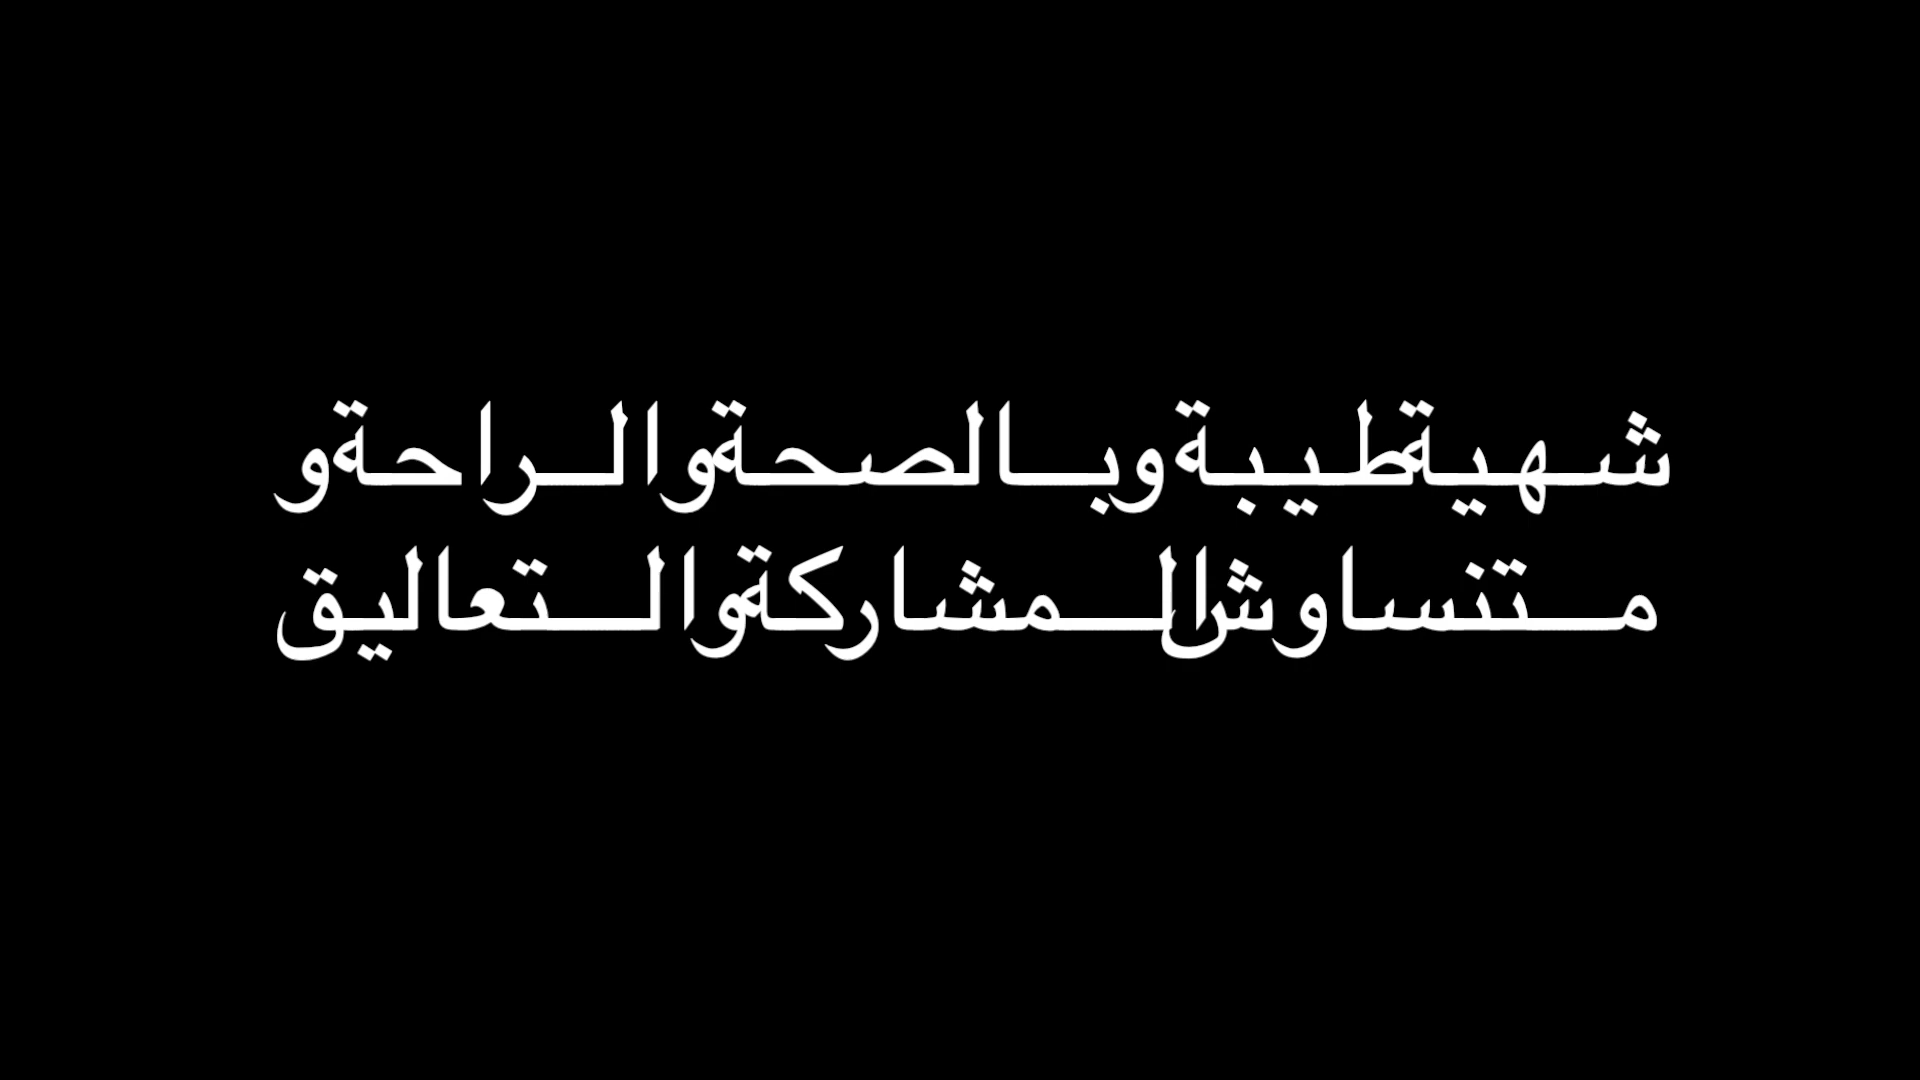 شهية طيبة وبالصحة والراحة و
متنساوش المشاركة والتعاليق